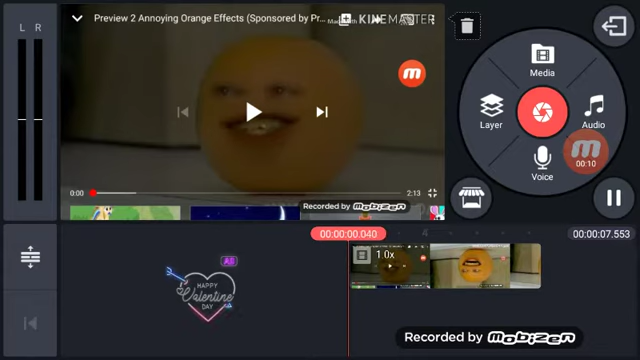 L R
Preview 2 Annoying Orange Effects (Sponsored by Pr...
KINEMASTER
Media
Layer
Audio
00:10
Voice
0:00
2:13
Recorded by mobizen
00:00:00.040
4
00:00:07.553
1.0x
AD
HAPPY
Valentine
DAY
Recorded by mobizen